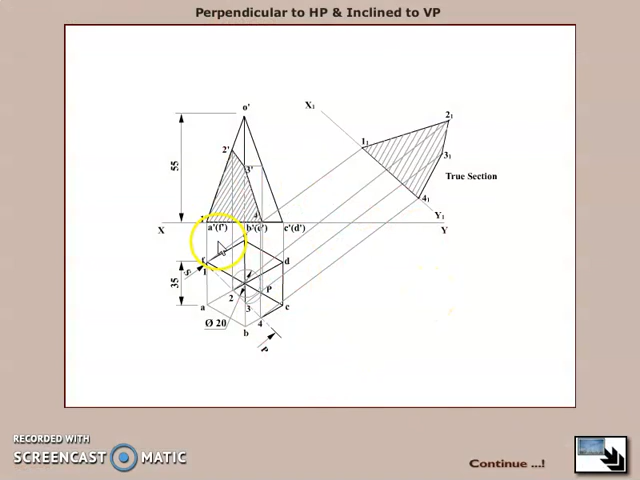 Perpendicular to HP & Inclined to VP
o'
X₁
2₁
1₁
2'
3₁
3'
55
True Section
4₁
Y₁
a'(f') b'(e') c'(d')
X
Y
f
d
1
35
P
2
a
3
c
Ø 20
4
b
P
RECORDED WITH
SCREENCAST MATIC
Continue ...!